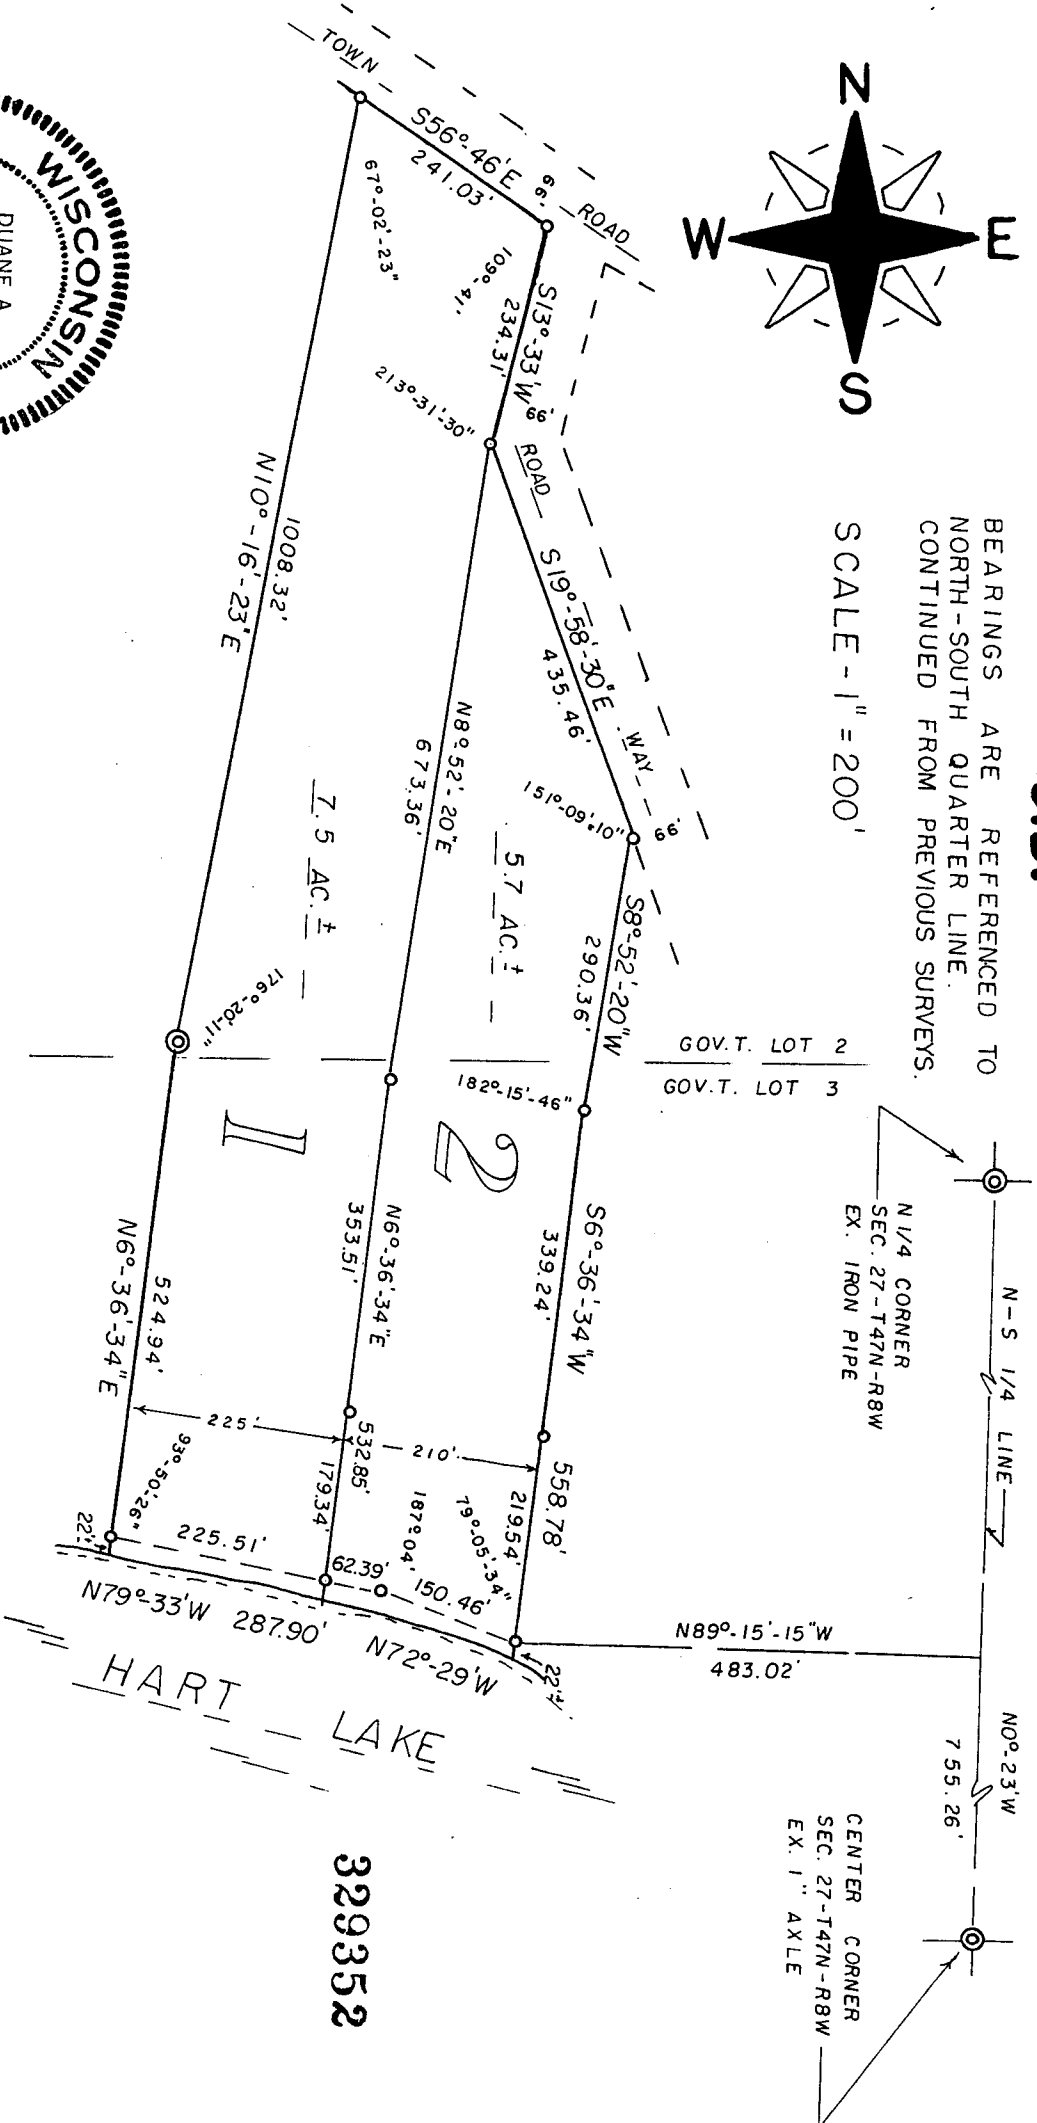 N
E
W
S
BEARINGS ARE REFERENCED TO
NORTH-SOUTH QUARTER LINE.
CONTINUED FROM PREVIOUS SURVEYS.
SCALE - 1" = 200'
WISCONSIN
DUANE A.
TOWN
ROAD
66'
S56°-46'E
241.03'
67°-02'-23"
109°-41'
S13°-33'W
234.31'
66'
213°-31'-30"
ROAD
WAY
66'
S19°-58'-30"E
435.46'
151°-09'-10"
1008.32'
N10°-16'-23"E
N8°-52'-20"E
673.36'
7.5 AC.±
5.7 AC.±
S8°-52'-20"W
290.36'
176°-20'-11"
182°-15'-46"
GOV.T. LOT 2
GOV.T. LOT 3
1
2
N 1/4 CORNER
SEC. 27-T47N-R8W
EX. IRON PIPE
N-S 1/4 LINE
S6°-36'-34"W
339.24'
N6°-36'-34"E
353.51'
524.94'
N6°-36'-34"E
225'
210'
532.85'
179.34'
558.78'
219.54'
93°-50'-26"
187°-04'
79°-05'-34"
22'±
225.51'
62.39'
150.46'
22'±
N79°-33'W 287.90'
N72°-29'W
N89°-15'-15"W
483.02'
N0°-23'W
755.26'
HART LAKE
CENTER CORNER
SEC. 27-T47N-R8W
EX. 1" AXLE
329352